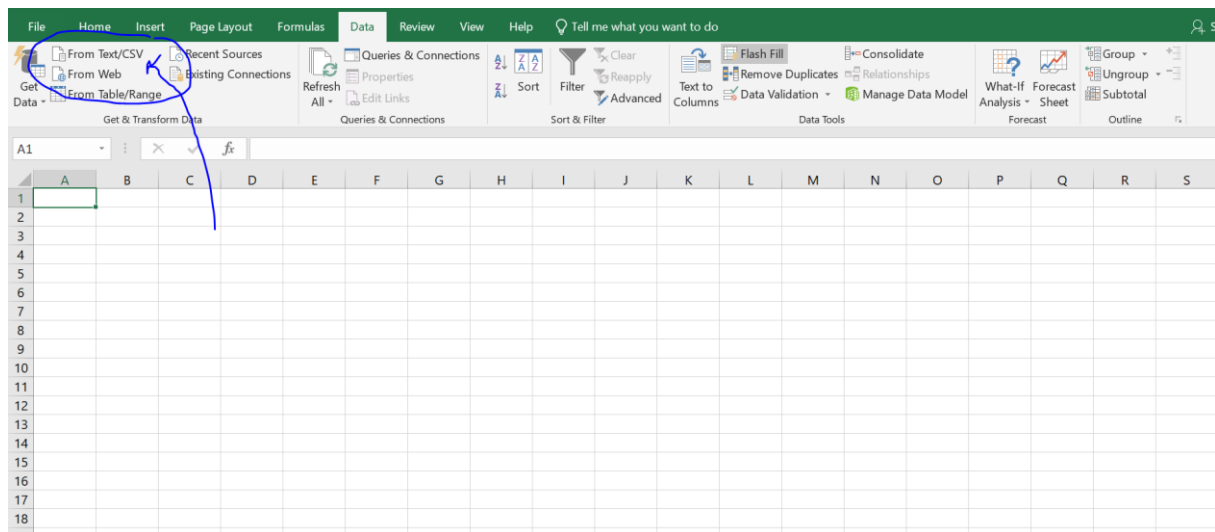 File Home Insert Page Layout Formulas Data Review View Help Tell me what you want to do
From Text/CSV Recent Sources Queries & Connections Clear Flash Fill Consolidate Group
From Web Existing Connections Properties Reapply Remove Duplicates Relationships Ungroup
Get Data From Table/Range Refresh All Edit Links Sort Filter Advanced Text to Columns Data Validation Manage Data Model What-If Analysis Forecast Sheet Subtotal
Get & Transform Data Queries & Connections Sort & Filter Data Tools Forecast Outline
A1 fx
A B C D E F G H I J K L M N O P Q R S
1
2
3
4
5
6
7
8
9
10
11
12
13
14
15
16
17
18